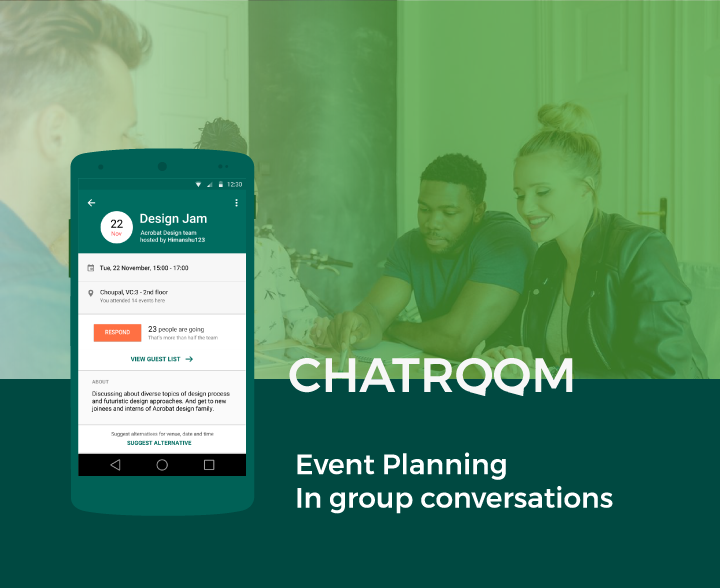 12:30
22
Nov
Design Jam
Acrobat Design team
hosted by Himanshu123
Tue, 22 November, 15:00 - 17:00
Choupal, VC:3 - 2nd floor
You attended 14 events here
RESPOND
23 people are going
That's more than half the team
VIEW GUEST LIST
ABOUT
Discussing about diverse topics of design process
and futuristic design approaches. And get to new
joinees and interns of Acrobat design family.
Suggest alternatives for venue, date and time
SUGGEST ALTERNATIVE
CHATROOM
Event Planning
In group conversations